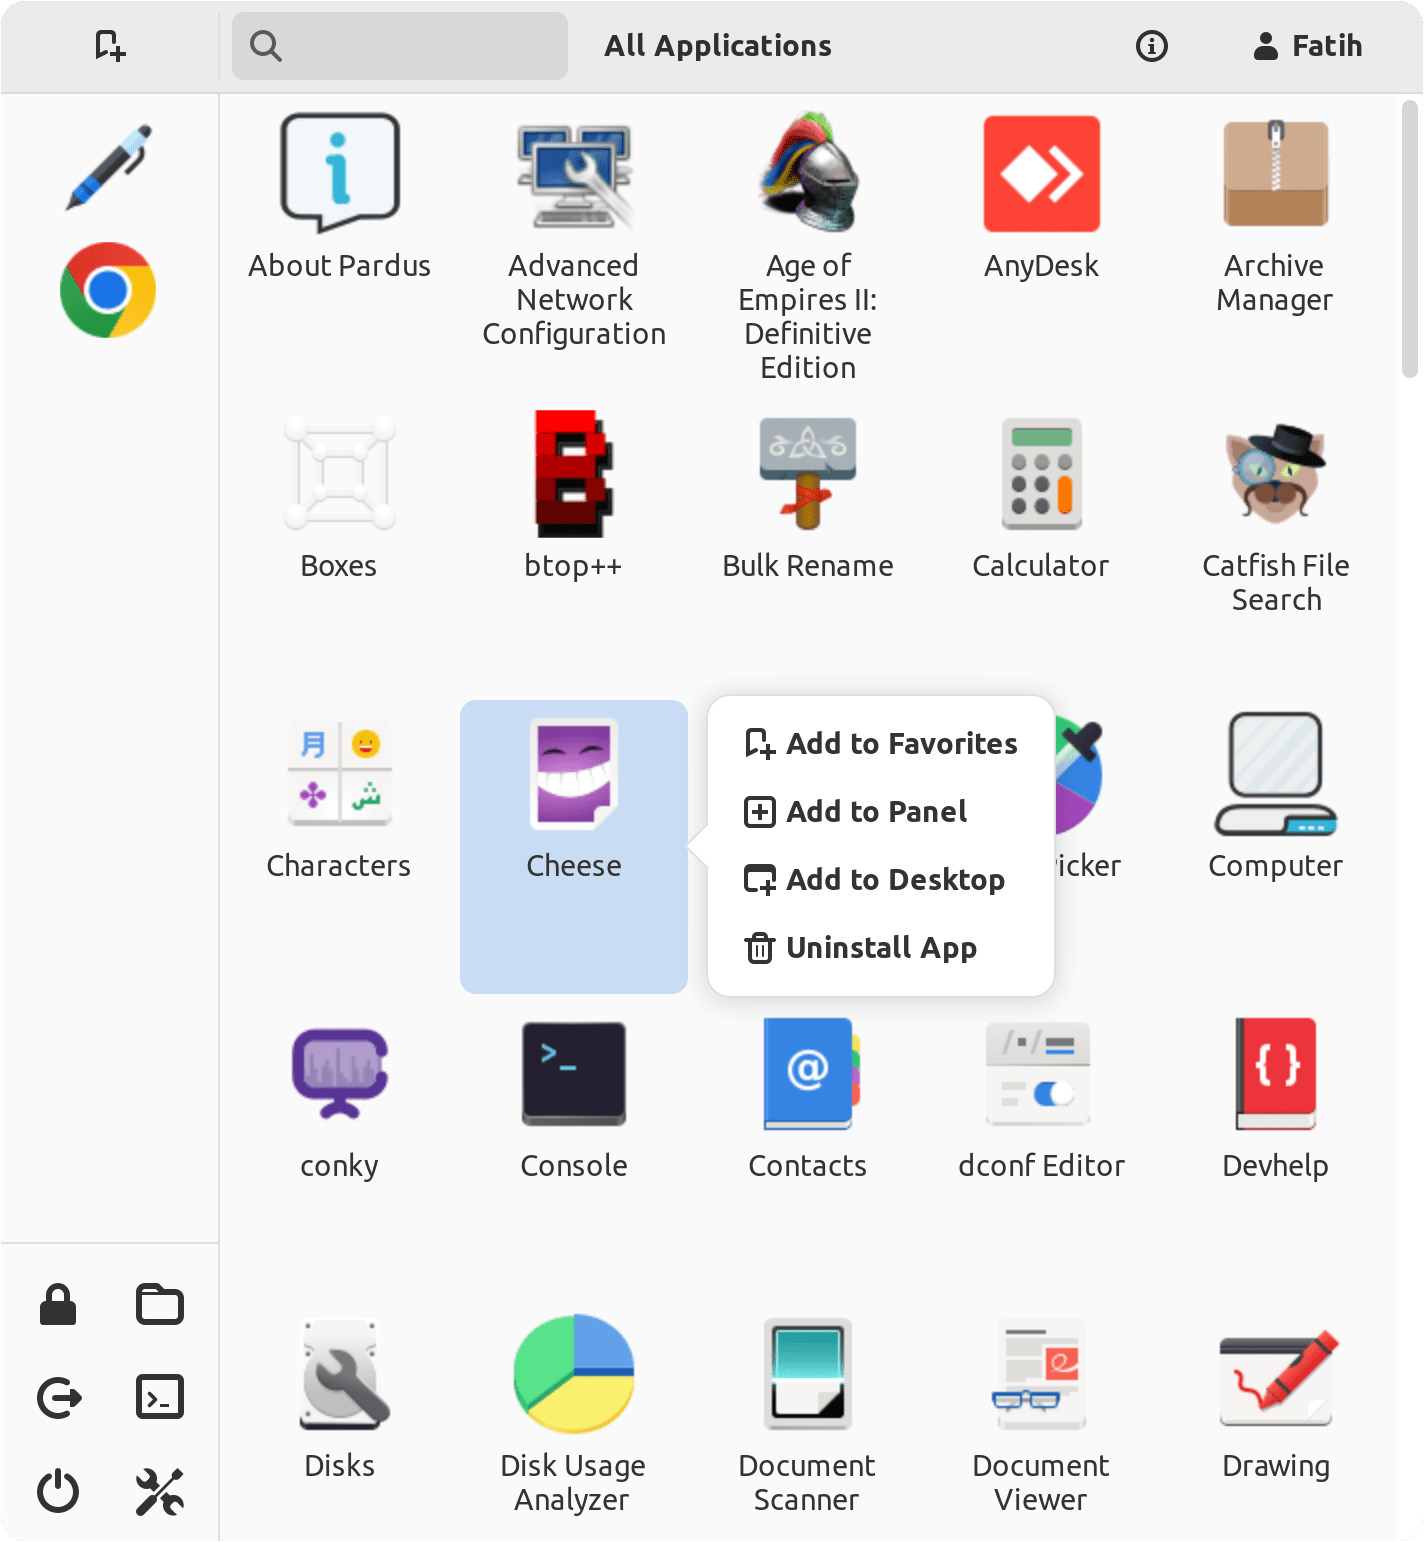 All Applications
Fatih
About Pardus
Advanced
Network
Configuration
Age of
Empires II:
Definitive
Edition
AnyDesk
Archive
Manager
Boxes
btop++
Bulk Rename
Calculator
Catfish File
Search
月
ش
Characters
Cheese
Add to Favorites
Add to Panel
Add to Desktop
Uninstall App
icker
Computer
conky
>_
Console
@
Contacts
dconf Editor
{}
Devhelp
Disks
Disk Usage
Analyzer
Document
Scanner
Document
Viewer
Drawing